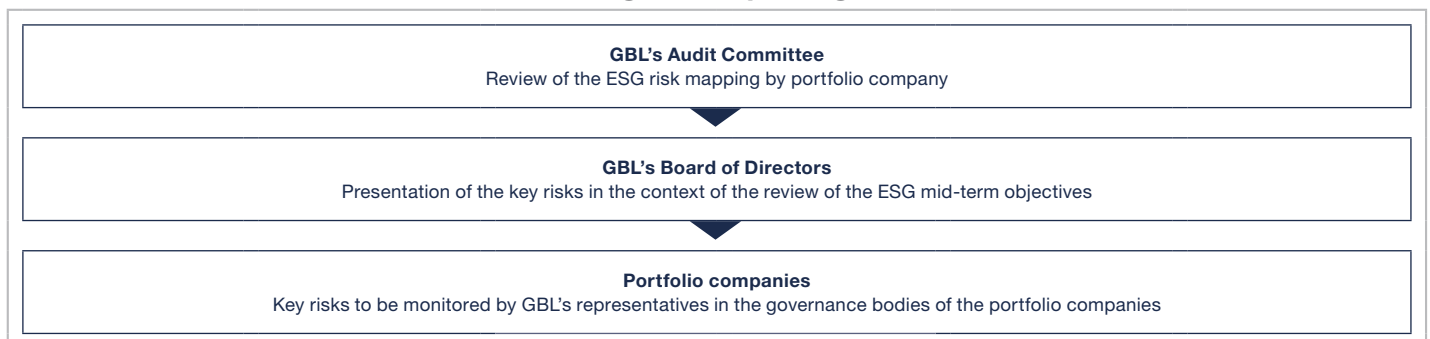 GBL’s Audit Committee
Review of the ESG risk mapping by portfolio company
GBL’s Board of Directors
Presentation of the key risks in the context of the review of the ESG mid-term objectives
Portfolio companies
Key risks to be monitored by GBL’s representatives in the governance bodies of the portfolio companies